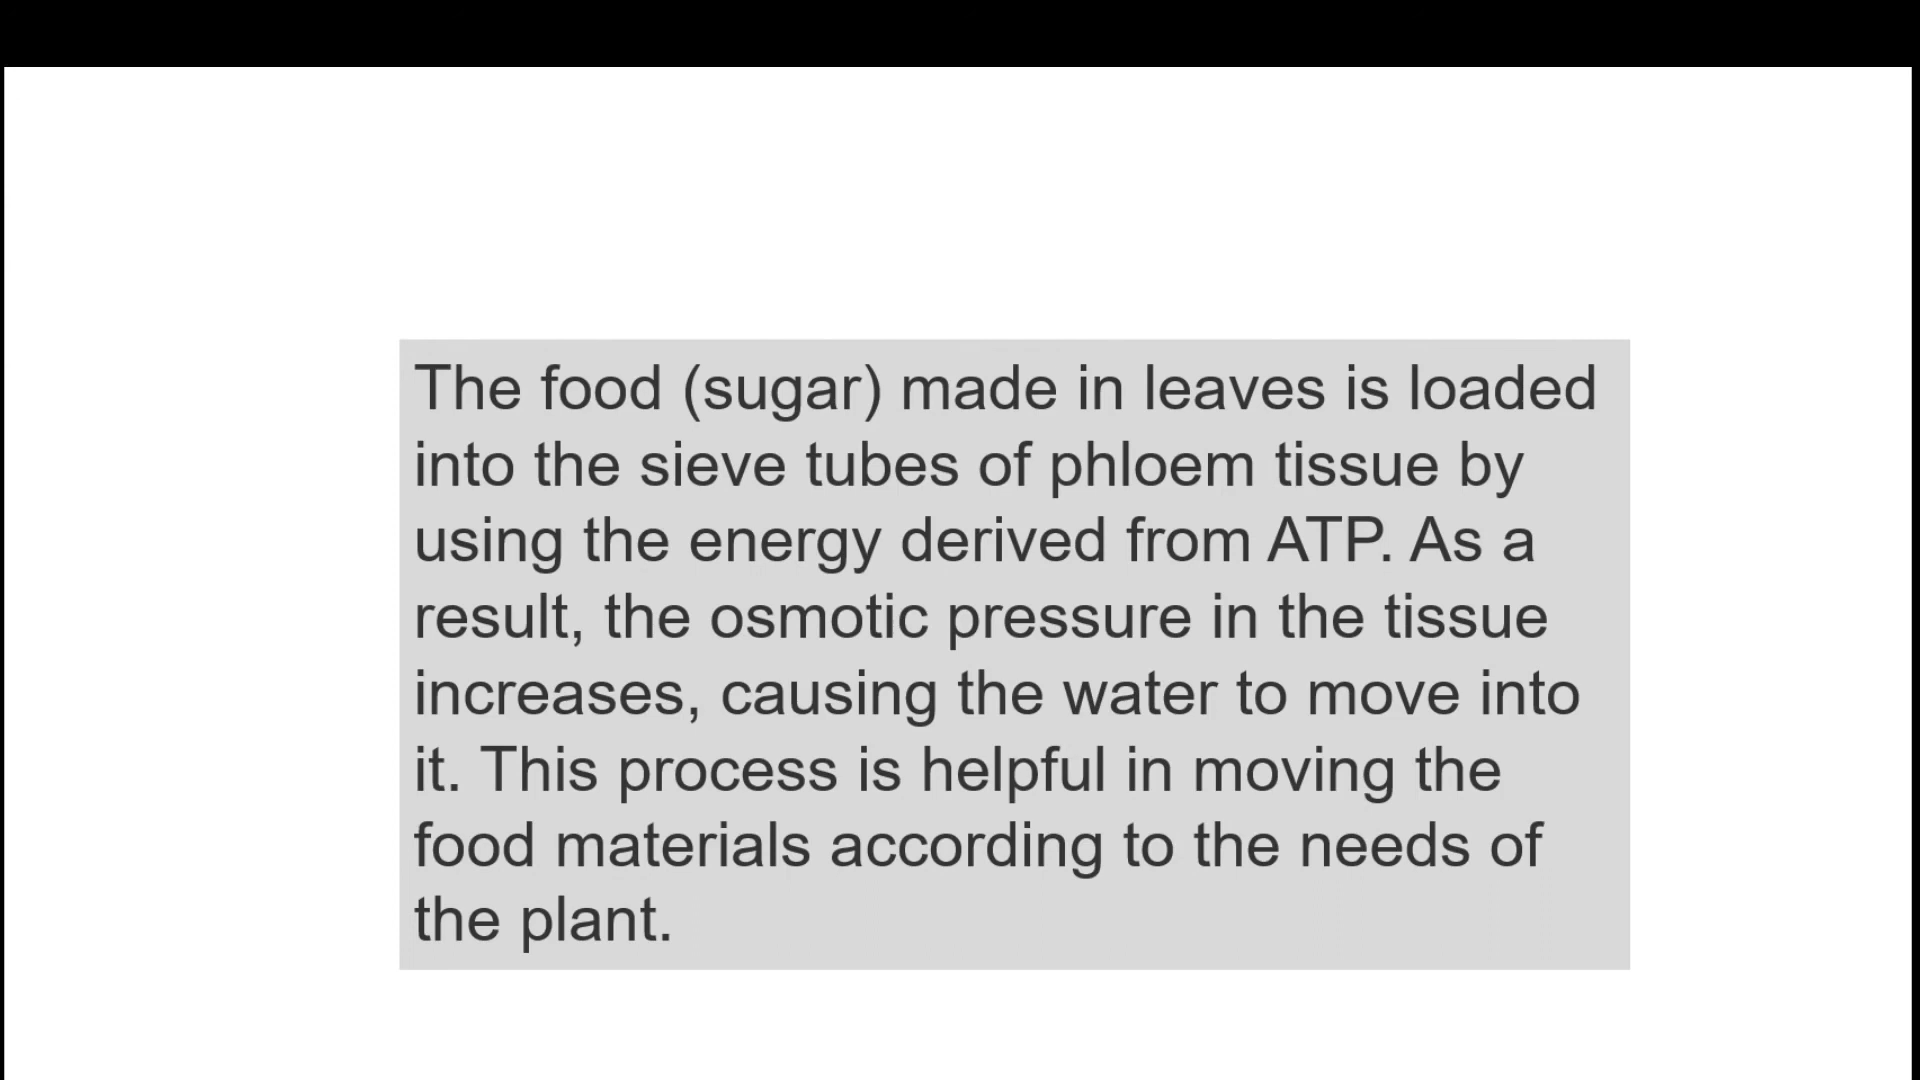 The food (sugar) made in leaves is loaded
into the sieve tubes of phloem tissue by
using the energy derived from ATP. As a
result, the osmotic pressure in the tissue
increases, causing the water to move into
it. This process is helpful in moving the
food materials according to the needs of
the plant.